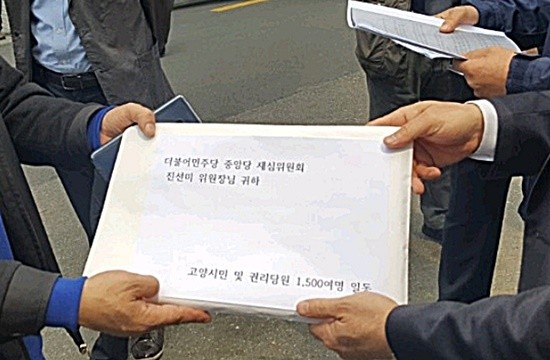 더불어민주당 중앙당 재심위원회
진선미 위원장님 귀하
고양시민 및 권리당원 1,500여명 일동